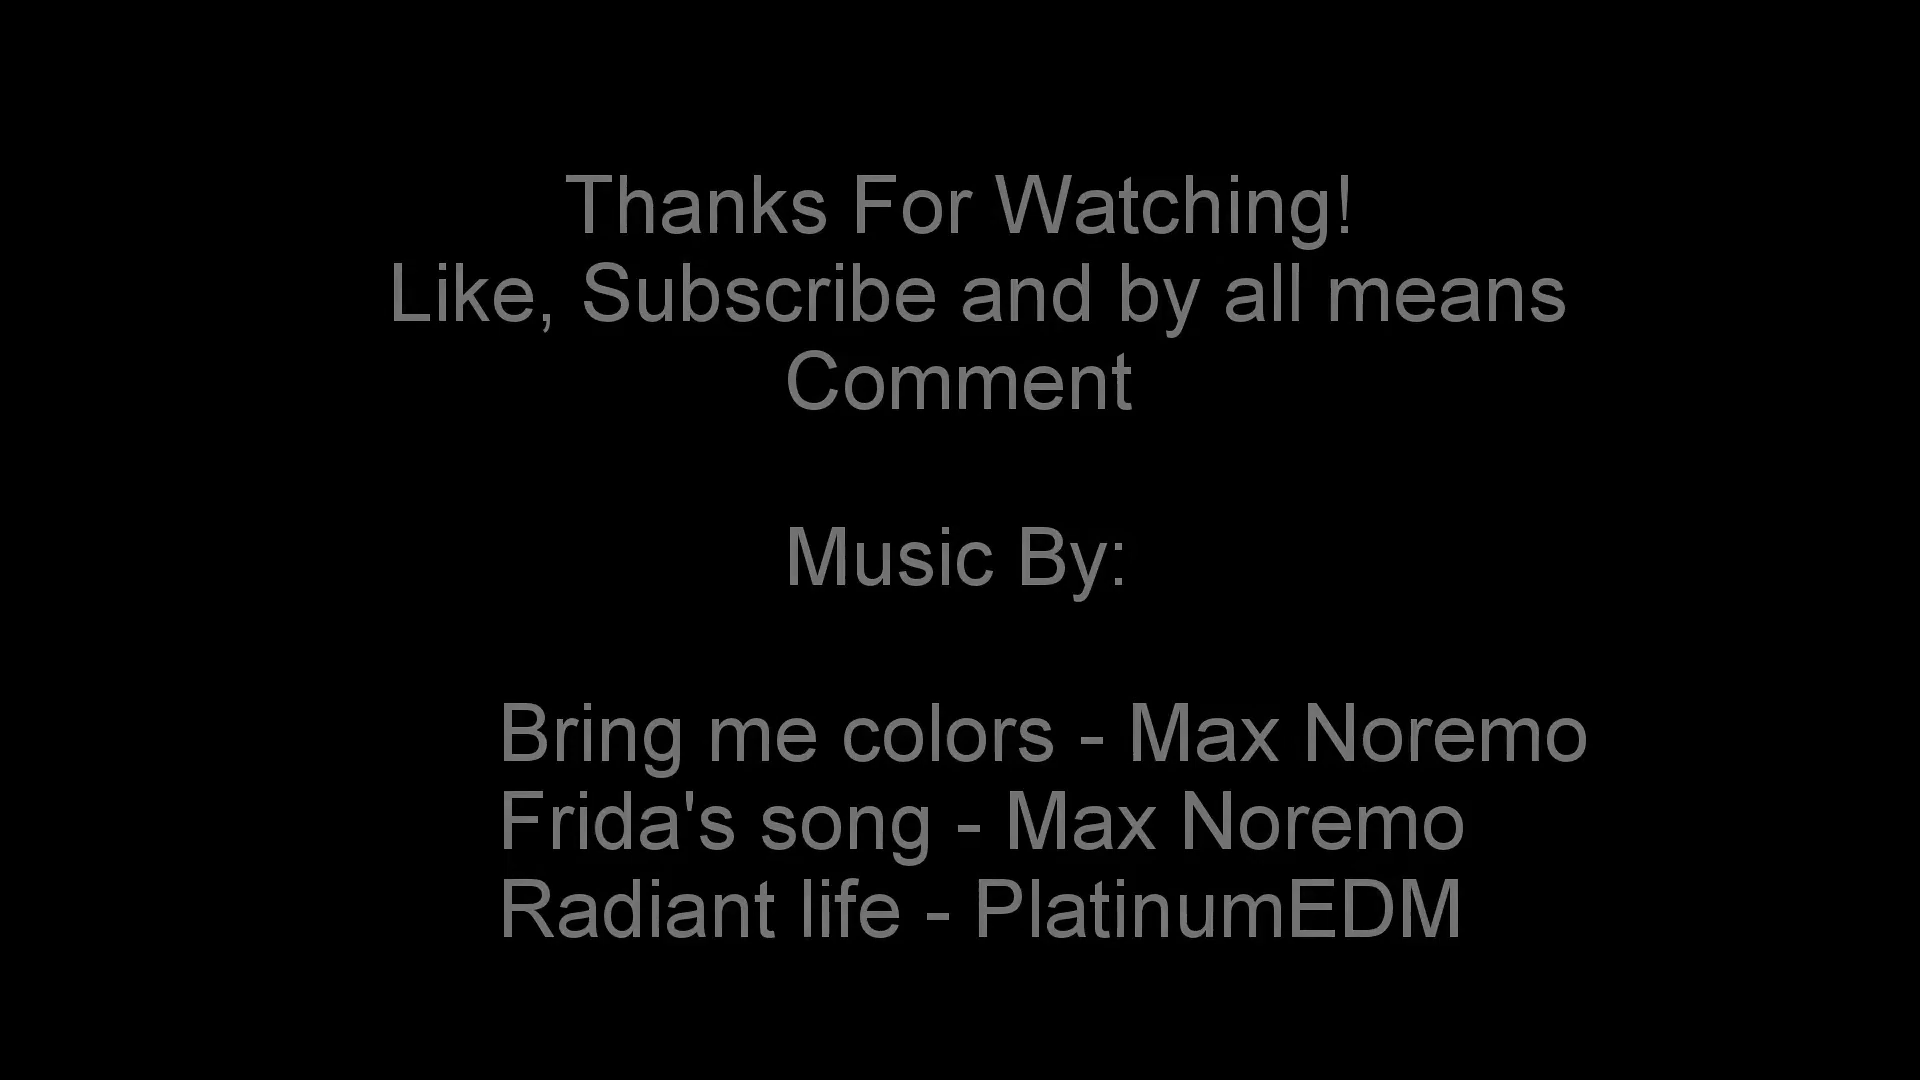 Thanks For Watching!
Like, Subscribe and by all means
Comment
Music By:
Bring me colors - Max Noremo
Frida's song - Max Noremo
Radiant life - PlatinumEDM